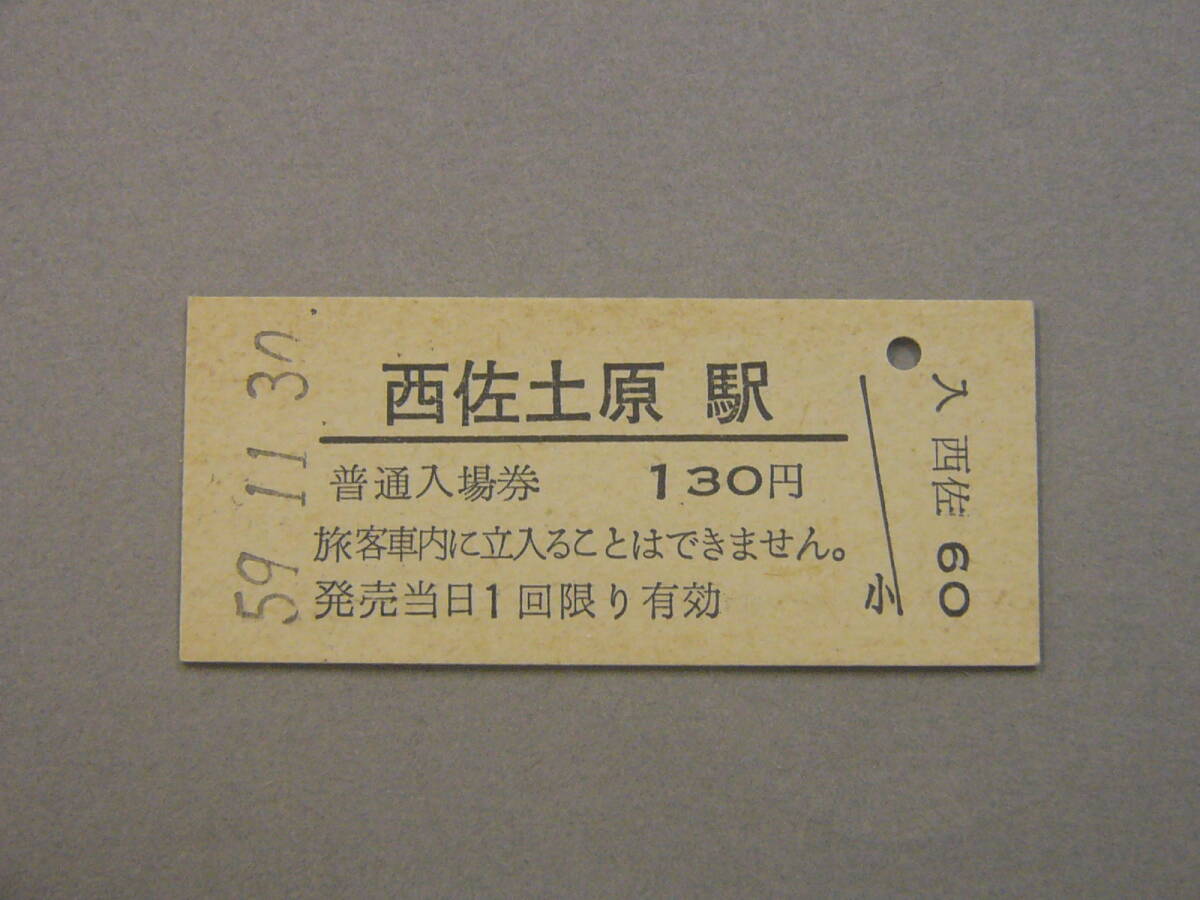 59 11 30
西佐土原 駅
普通入場券 130円
旅客車内に立入ることはできません。
発売当日1回限り有効
小
入 西佐 60